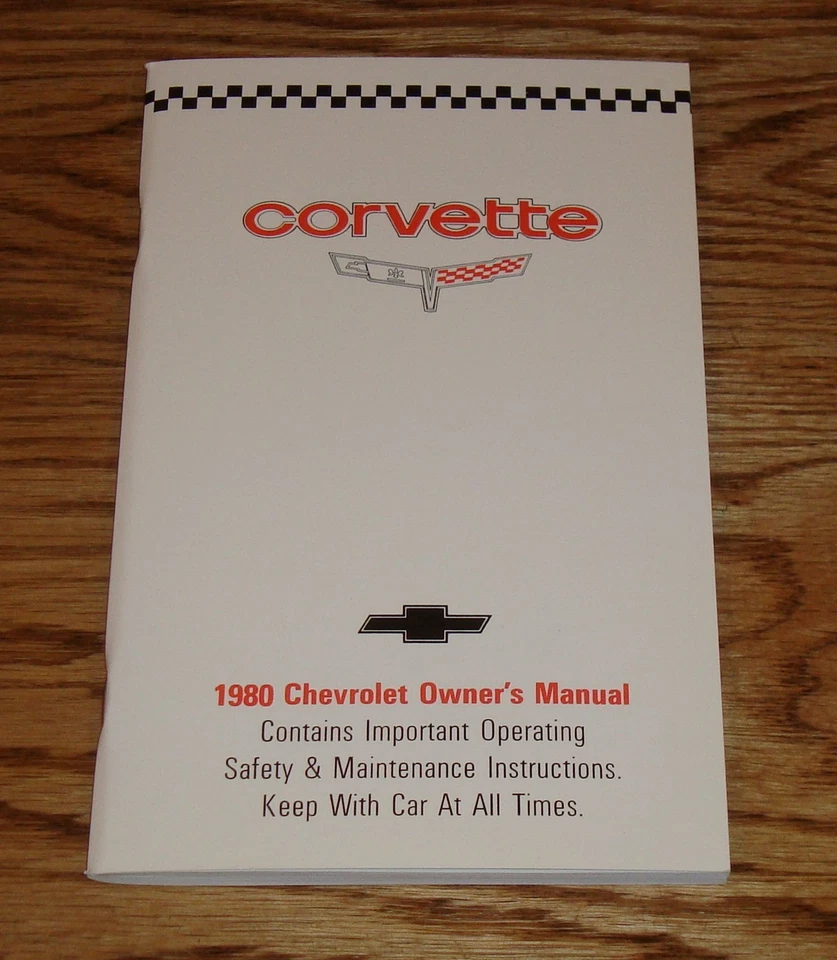 corvette
1980 Chevrolet Owner's Manual
Contains Important Operating
Safety & Maintenance Instructions.
Keep With Car At All Times.